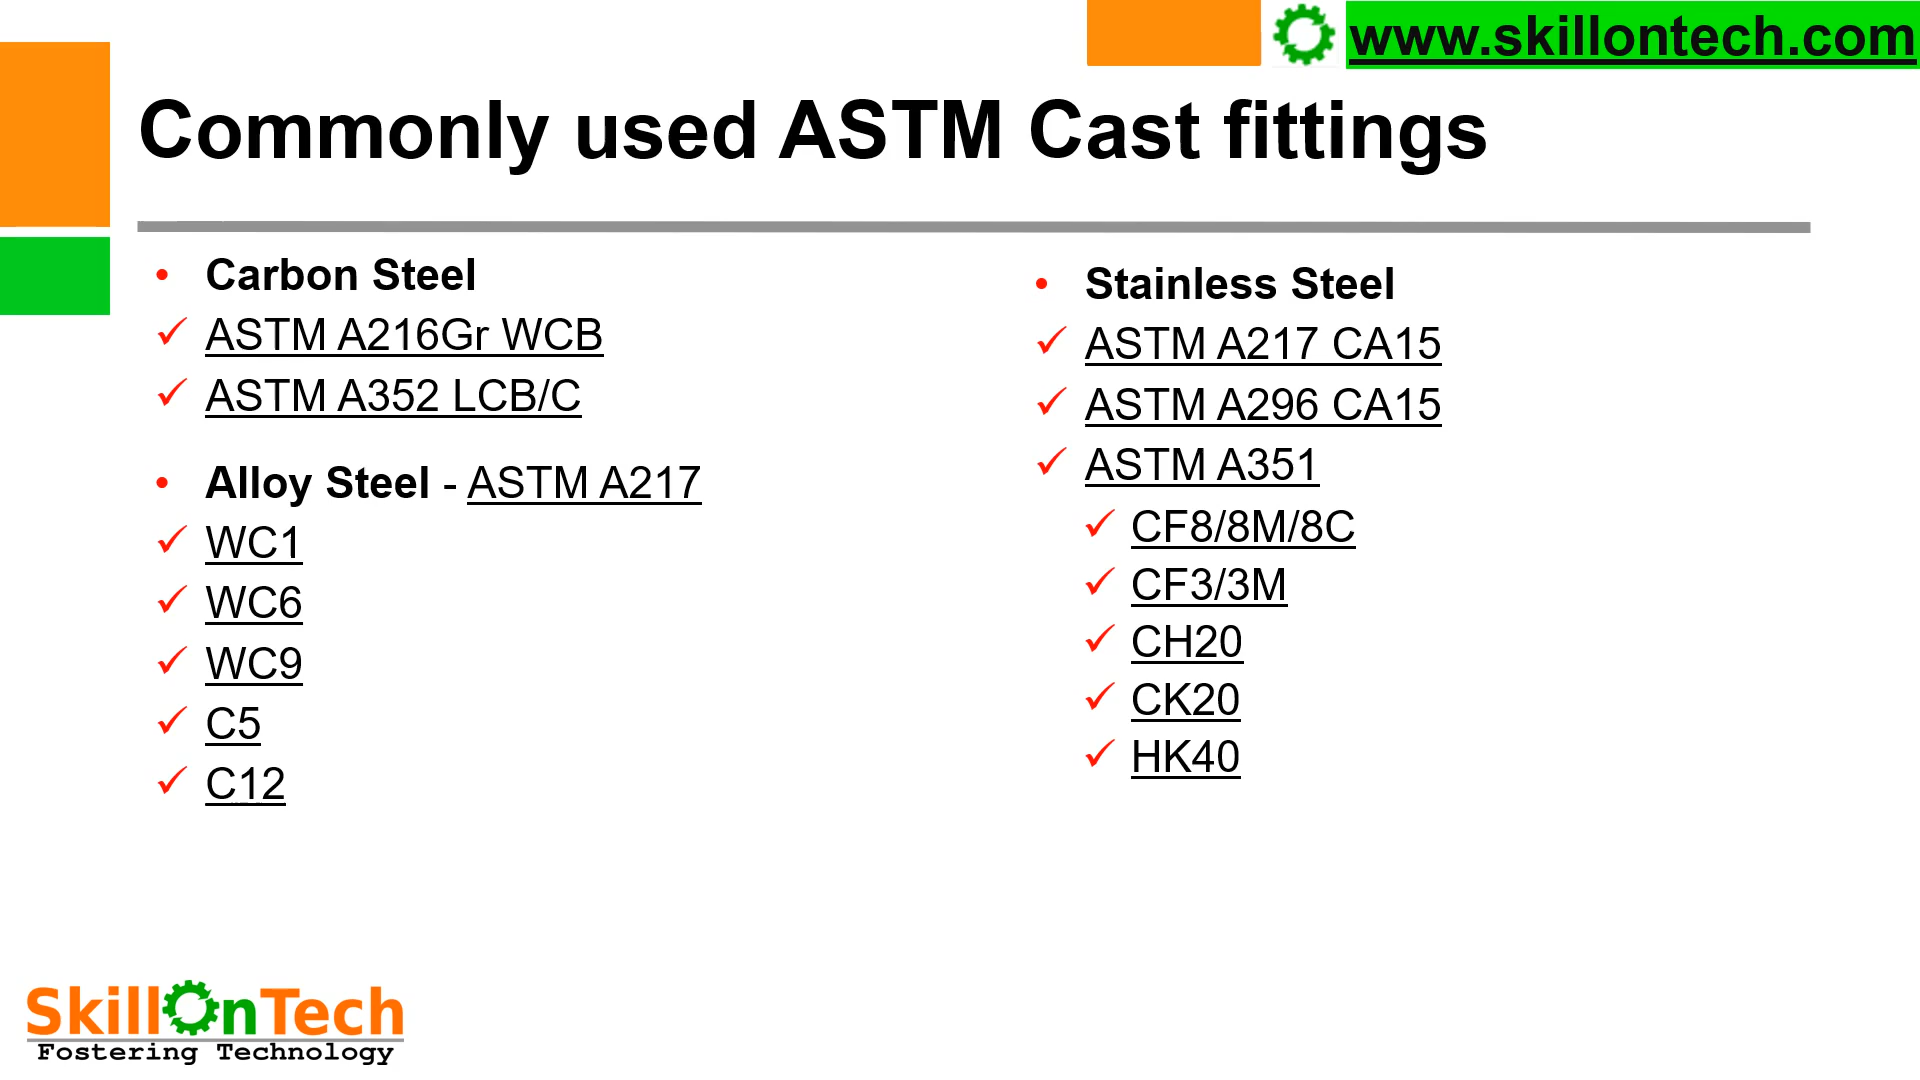 www.skillontech.com
Commonly used ASTM Cast fittings
• Carbon Steel
✓ ASTM A216Gr WCB
✓ ASTM A352 LCB/C
• Alloy Steel - ASTM A217
✓ WC1
✓ WC6
✓ WC9
✓ C5
✓ C12
• Stainless Steel
✓ ASTM A217 CA15
✓ ASTM A296 CA15
✓ ASTM A351
✓ CF8/8M/8C
✓ CF3/3M
✓ CH20
✓ CK20
✓ HK40
SkillOnTech
Fostering Technology